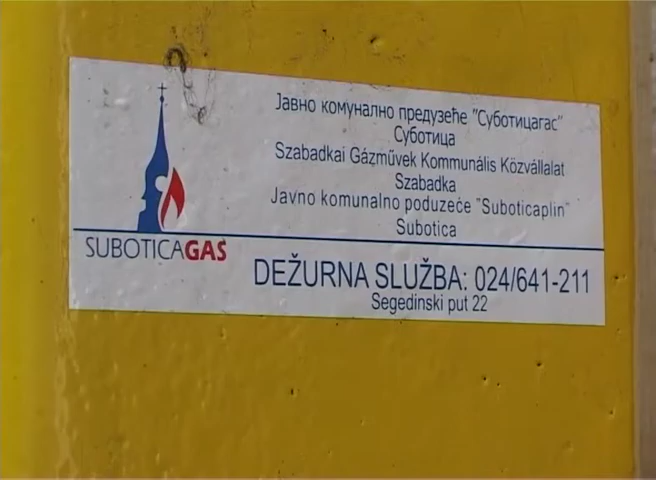 Јавно комунално предузеће "Суботицагас"
Суботица
Szabadkai Gázművek Kommunális Közvállalat
Szabadka
Javno komunalno poduzeće "Suboticaplin"
Subotica
SUBOTICAGAS
DEŽURNA SLUŽBA: 024/641-211
Segedinski put 22